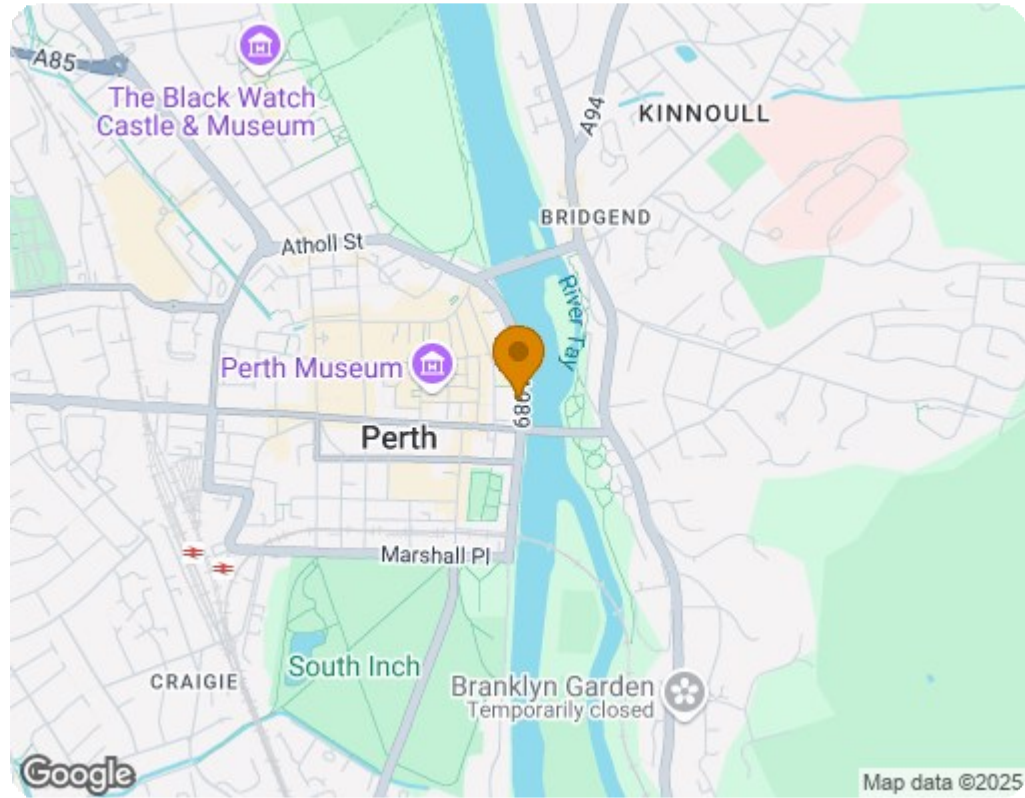 A85
The Black Watch
Castle & Museum
A94
KINNOULL
BRIDGEND
Atholl St
River Tay
Perth Museum
Perth
Marshall Pl
South Inch
CRAIGIE
Branklyn Garden
Temporarily closed
Google
Map data ©2025